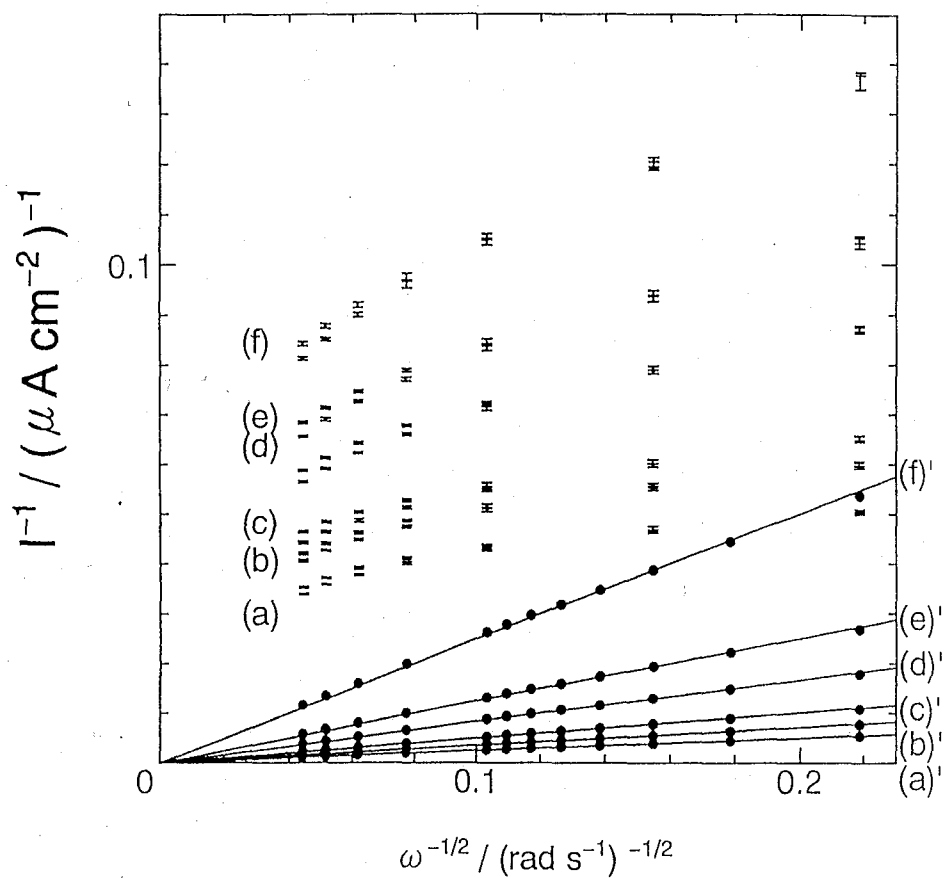 I⁻¹ / (μA cm⁻²)⁻¹
0.1
(f)
(e)
(d)
(c)
(b)
(a)
(f)'
(e)'
(d)'
(c)'
(b)'
(a)'
0 0.1 0.2
ω⁻¹/² / (rad s⁻¹)⁻¹/²